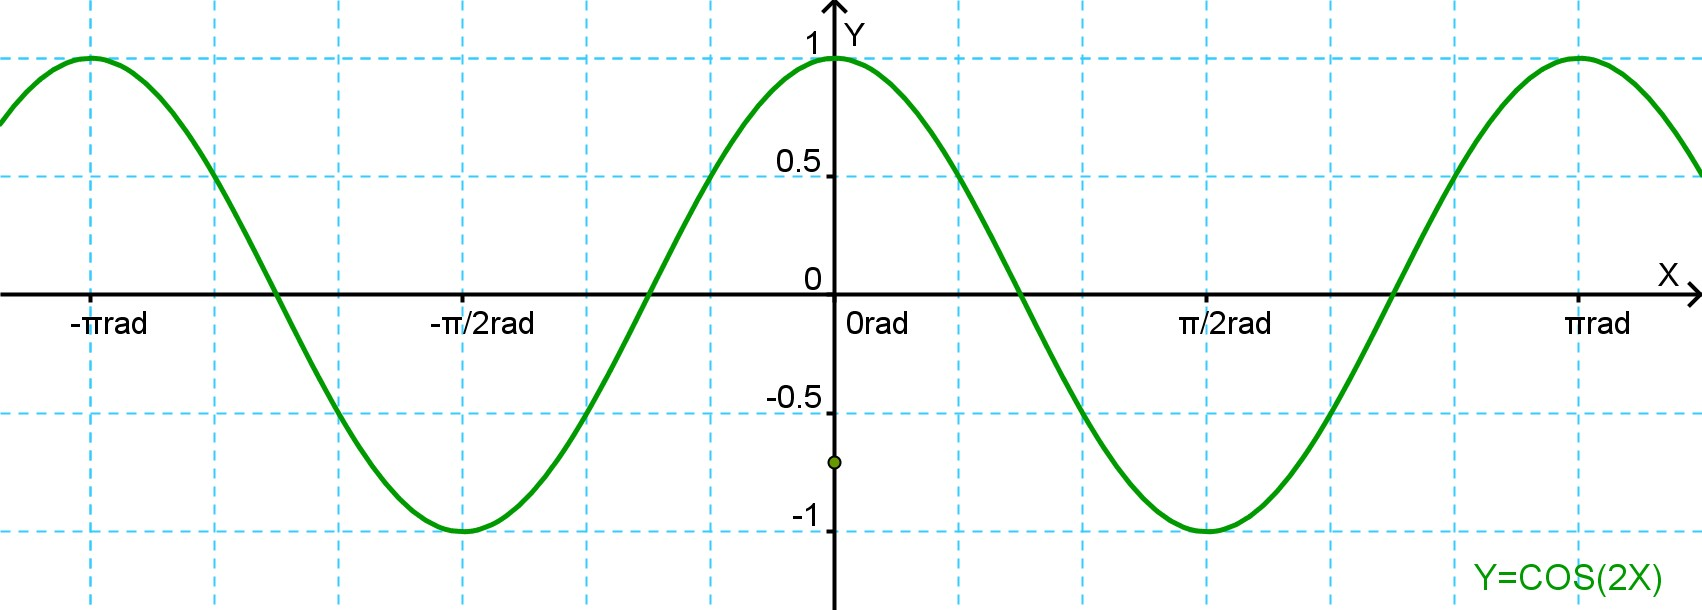 Y
1
0.5
0
X
-πrad
-π/2rad
0rad
π/2rad
πrad
-0.5
-1
Y=COS(2X)